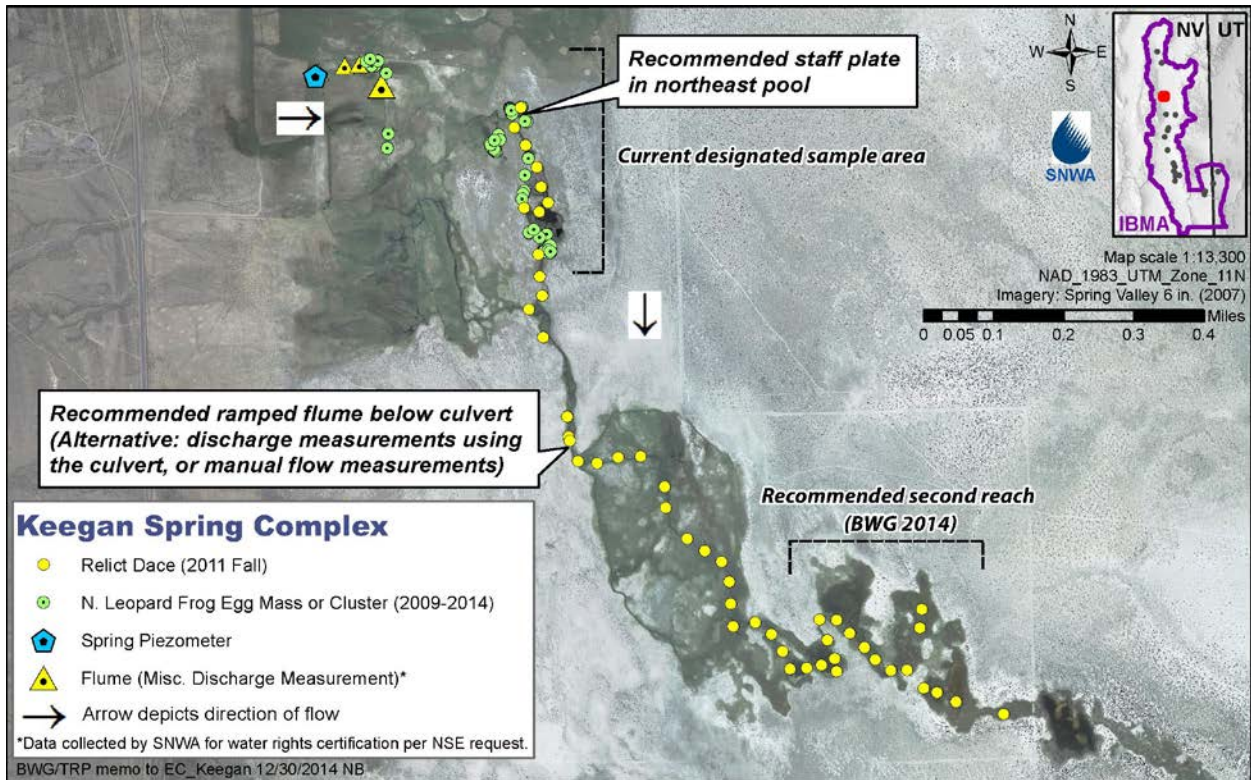 Recommended staff plate
in northeast pool
Current designated sample area
N
W E
S
SNWA
NV UT
IBMA
Map scale 1:13,300
NAD_1983_UTM_Zone_11N
Imagery: Spring Valley 6 in. (2007)
Miles
0 0.05 0.1 0.2 0.3 0.4
Recommended ramped flume below culvert
(Alternative: discharge measurements using
the culvert, or manual flow measurements)
Recommended second reach
(BWG 2014)
Keegan Spring Complex
Relict Dace (2011 Fall)
N. Leopard Frog Egg Mass or Cluster (2009-2014)
Spring Piezometer
Flume (Misc. Discharge Measurement)*
Arrow depicts direction of flow
*Data collected by SNWA for water rights certification per NSE request.
BWG/TRP memo to EC_Keegan 12/30/2014 NB